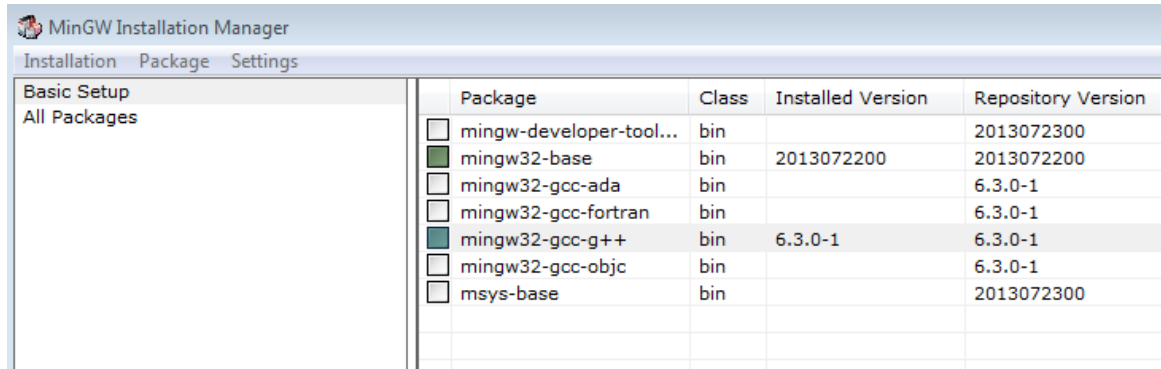 MinGW Installation Manager
Installation Package Settings
Basic Setup
All Packages
Package Class Installed Version Repository Version
mingw-developer-tool... bin 2013072300
mingw32-base bin 2013072200 2013072200
mingw32-gcc-ada bin 6.3.0-1
mingw32-gcc-fortran bin 6.3.0-1
mingw32-gcc-g++ bin 6.3.0-1 6.3.0-1
mingw32-gcc-objc bin 6.3.0-1
msys-base bin 2013072300